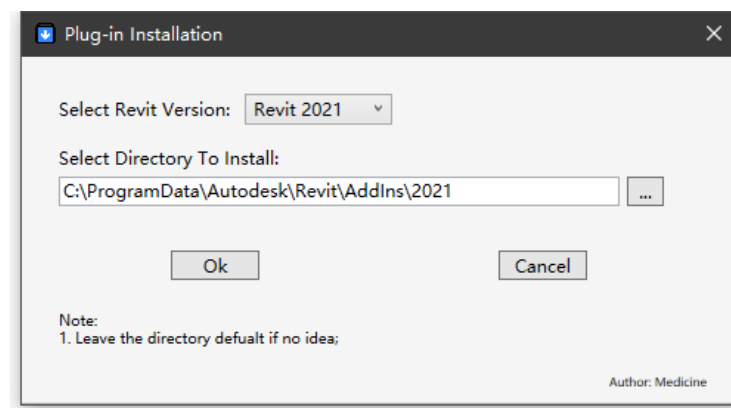 Plug-in Installation
Select Revit Version: Revit 2021
Select Directory To Install:
C:\ProgramData\Autodesk\Revit\AddIns\2021
...
Ok Cancel
Note:
1. Leave the directory defualt if no idea;
Author: Medicine